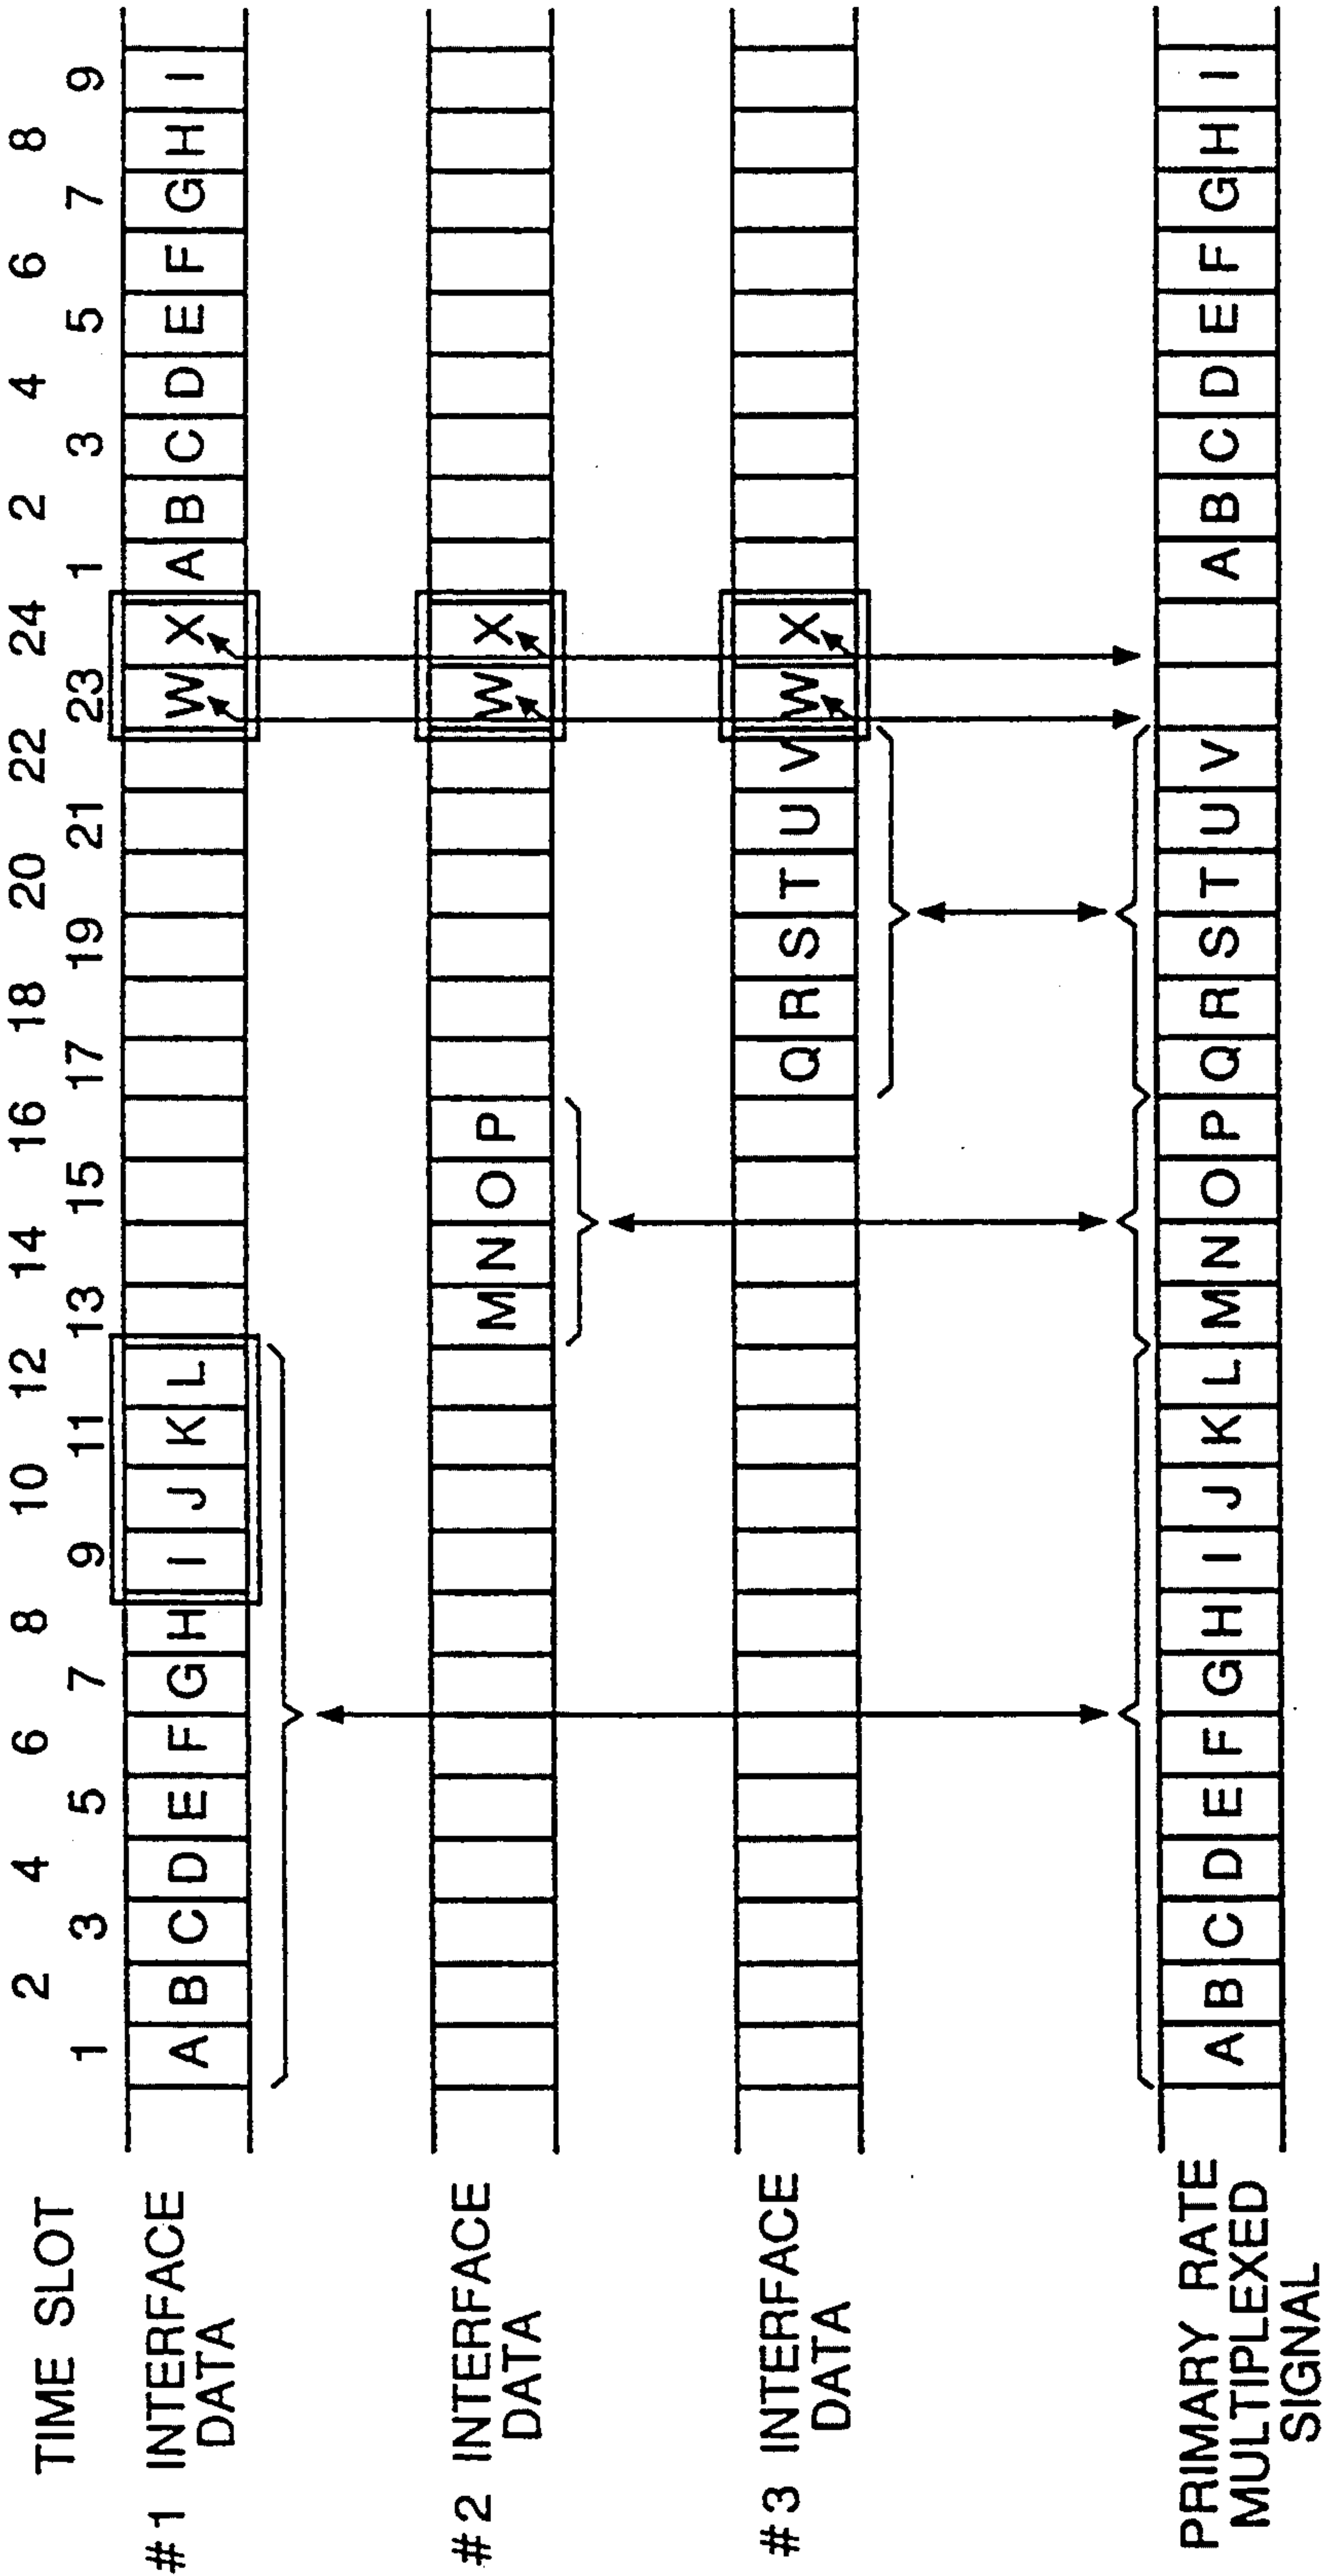 TIME SLOT 1 2 3 4 5 6 7 8 9 10 11 12 13 14 15 16 17 18 19 20 21 22 23 24 1 2 3 4 5 6 7 8 9
#1 INTERFACE
DATA
A B C D E F G H I J K L W X A B C D E F G H I
#2 INTERFACE
DATA
M N O P W X
#3 INTERFACE
DATA
Q R S T U V W X
PRIMARY RATE
MULTIPLEXED
SIGNAL
A B C D E F G H I J K L M N O P Q R S T U V A B C D E F G H I